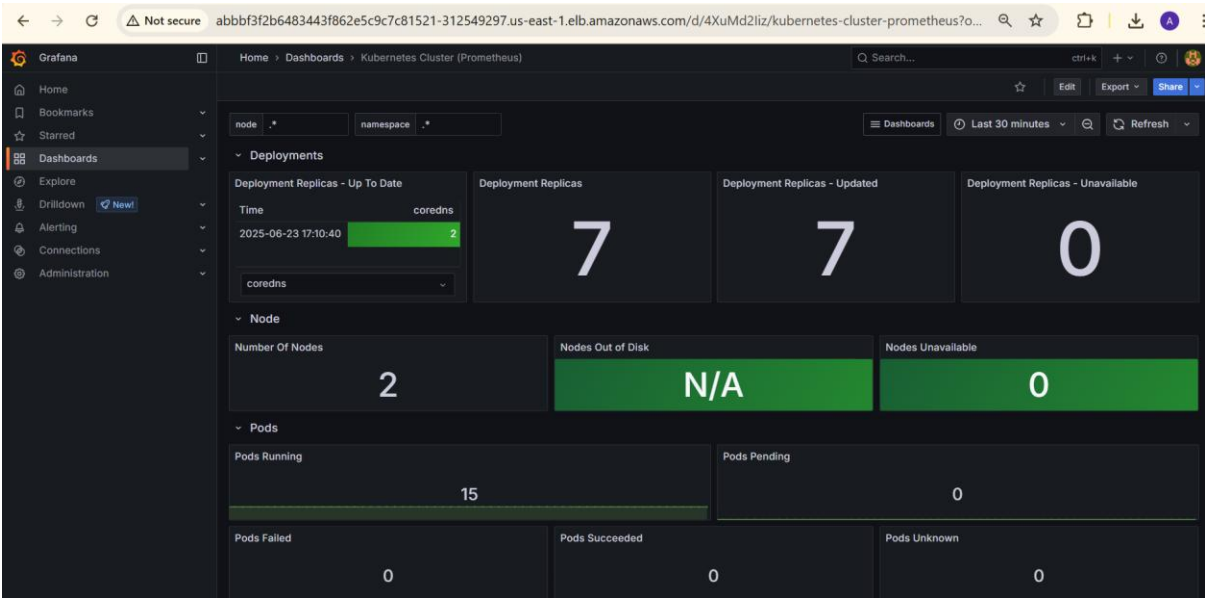 Not secure abbbf3f2b6483443f862e5c9c7c81521-312549297.us-east-1.elb.amazonaws.com/d/4XuMd2liz/kubernetes-cluster-prometheus?o...
A
Grafana
Home › Dashboards › Kubernetes Cluster (Prometheus)
Search...
ctrl+k
Home
Bookmarks
Starred
Dashboards
Explore
Drilldown New!
Alerting
Connections
Administration
Edit
Export
Share
node .*
namespace .*
Dashboards
Last 30 minutes
Refresh
Deployments
Deployment Replicas - Up To Date
Time coredns
2025-06-23 17:10:40 2
coredns
Deployment Replicas
7
Deployment Replicas - Updated
7
Deployment Replicas - Unavailable
0
Node
Number Of Nodes
2
Nodes Out of Disk
N/A
Nodes Unavailable
0
Pods
Pods Running
15
Pods Pending
0
Pods Failed
0
Pods Succeeded
0
Pods Unknown
0